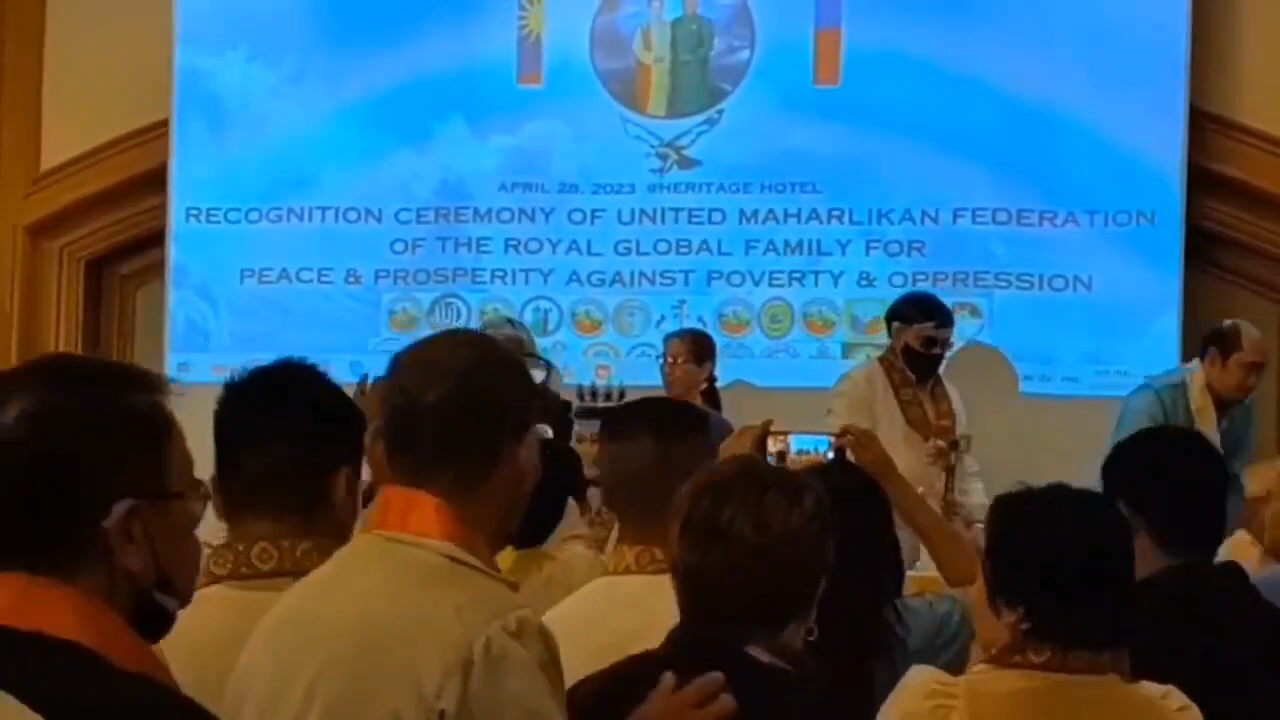 APRIL 28, 2023 @HERITAGE HOTEL
RECOGNITION CEREMONY OF UNITED MAHARLIKAN FEDERATION
OF THE ROYAL GLOBAL FAMILY FOR
PEACE & PROSPERITY AGAINST POVERTY & OPPRESSION